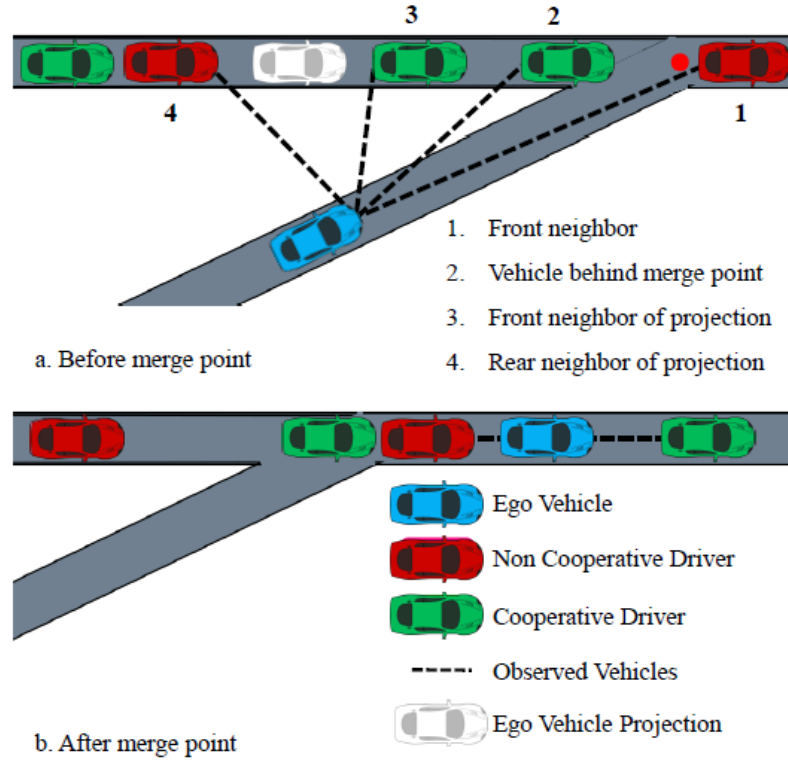 3
2
4
1
1. Front neighbor
2. Vehicle behind merge point
3. Front neighbor of projection
4. Rear neighbor of projection
a. Before merge point
Ego Vehicle
Non Cooperative Driver
Cooperative Driver
Observed Vehicles
Ego Vehicle Projection
b. After merge point